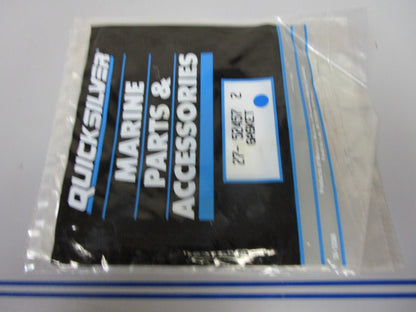 QUICKSILVER
MARINE
PARTS &
ACCESSORIES
27- 52457 2
GASKET